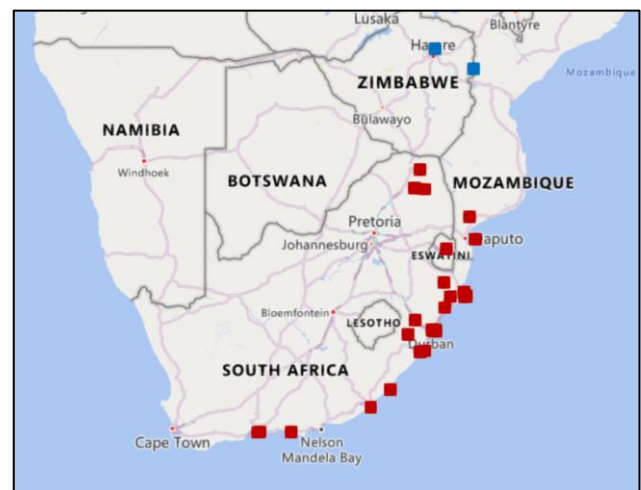 Lusaka
Blantyre
Mozambique
ZIMBABWE
Bulawayo
NAMIBIA
Windhoek
BOTSWANA
MOZAMBIQUE
Pretoria
Johannesburg
aputo
ESWATINI
Bloemfontein
LESOTHO
Durban
SOUTH AFRICA
Cape Town
Nelson
Mandela Bay